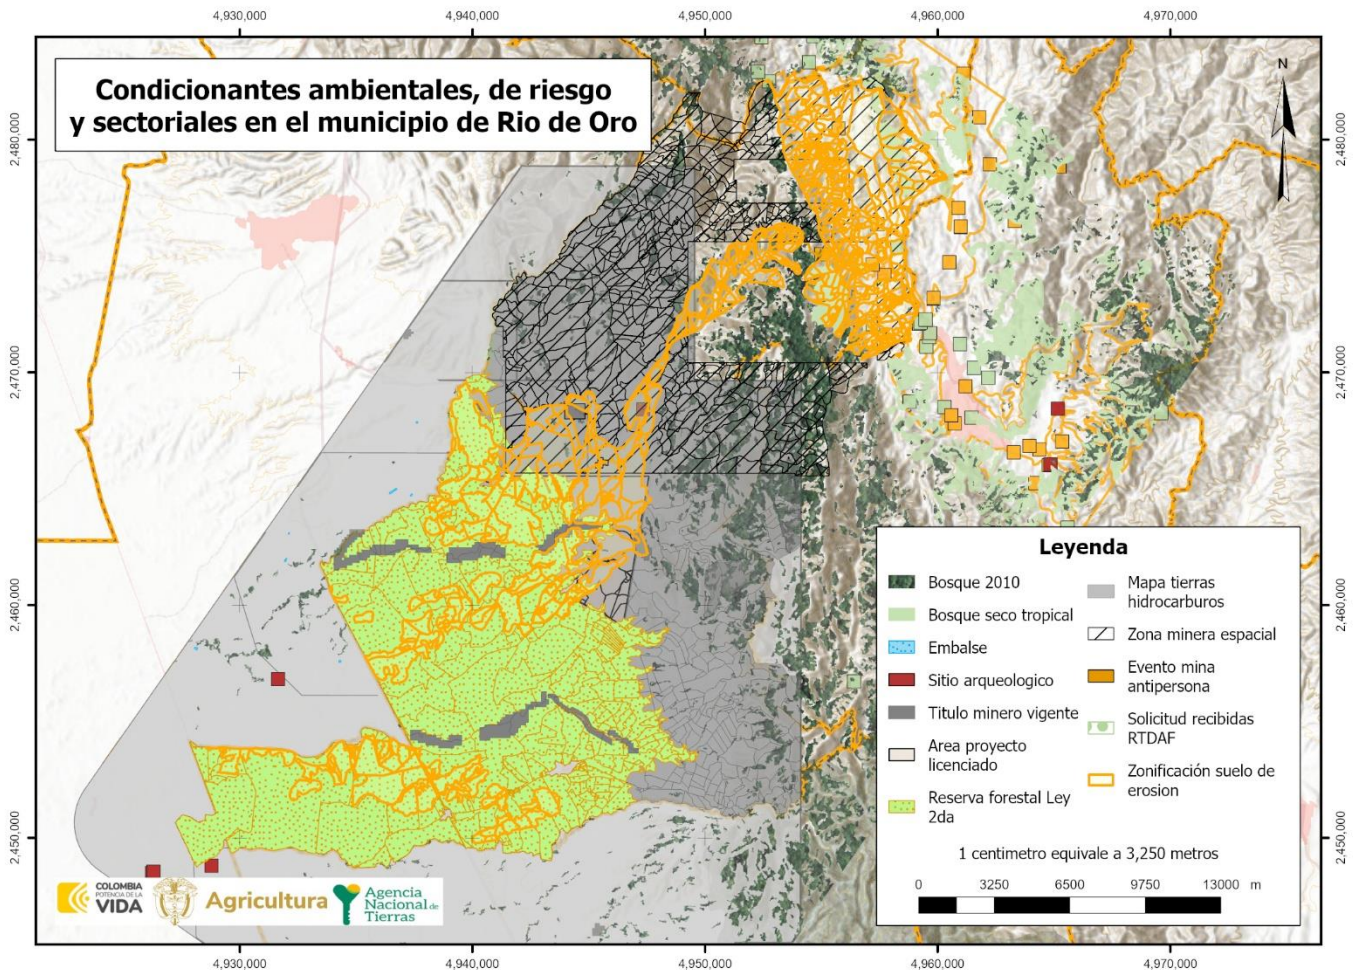 4,930,000
4,940,000
4,950,000
4,960,000
4,970,000
Condicionantes ambientales, de riesgo
y sectoriales en el municipio de Rio de Oro
N
2,480,000
2,480,000
2,470,000
2,470,000
2,460,000
2,460,000
2,450,000
2,450,000
Leyenda
Bosque 2010
Bosque seco tropical
Embalse
Sitio arqueologico
Titulo minero vigente
Area proyecto
licenciado
Reserva forestal Ley
2da
Mapa tierras
hidrocarburos
Zona minera espacial
Evento mina
antipersona
Solicitud recibidas
RTDAF
Zonificación suelo de
erosion
1 centimetro equivale a 3,250 metros
0 3250 6500 9750 13000 m
COLOMBIA
POTENCIA DE LA
VIDA
Agricultura
Agencia
Nacional de
Tierras
4,930,000
4,940,000
4,950,000
4,960,000
4,970,000